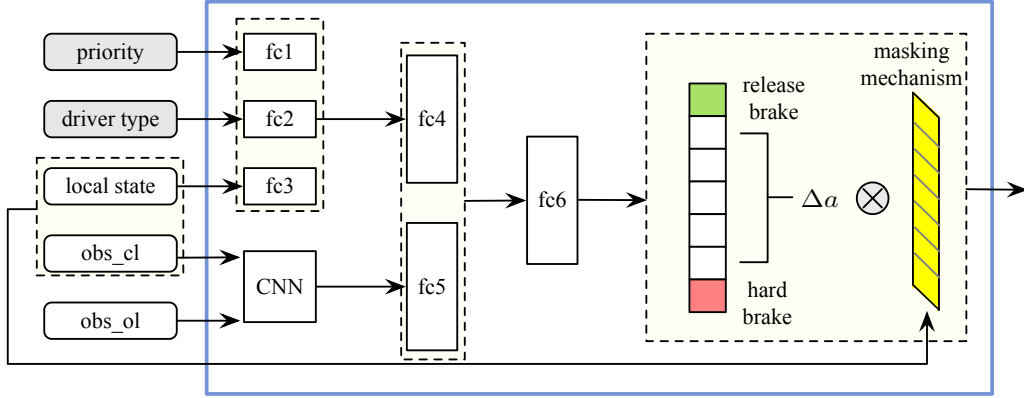 priority
driver type
local state
obs_cl
obs_ol
fc1
fc2
fc3
CNN
fc4
fc5
fc6
release
brake
Δa
hard
brake
masking
mechanism